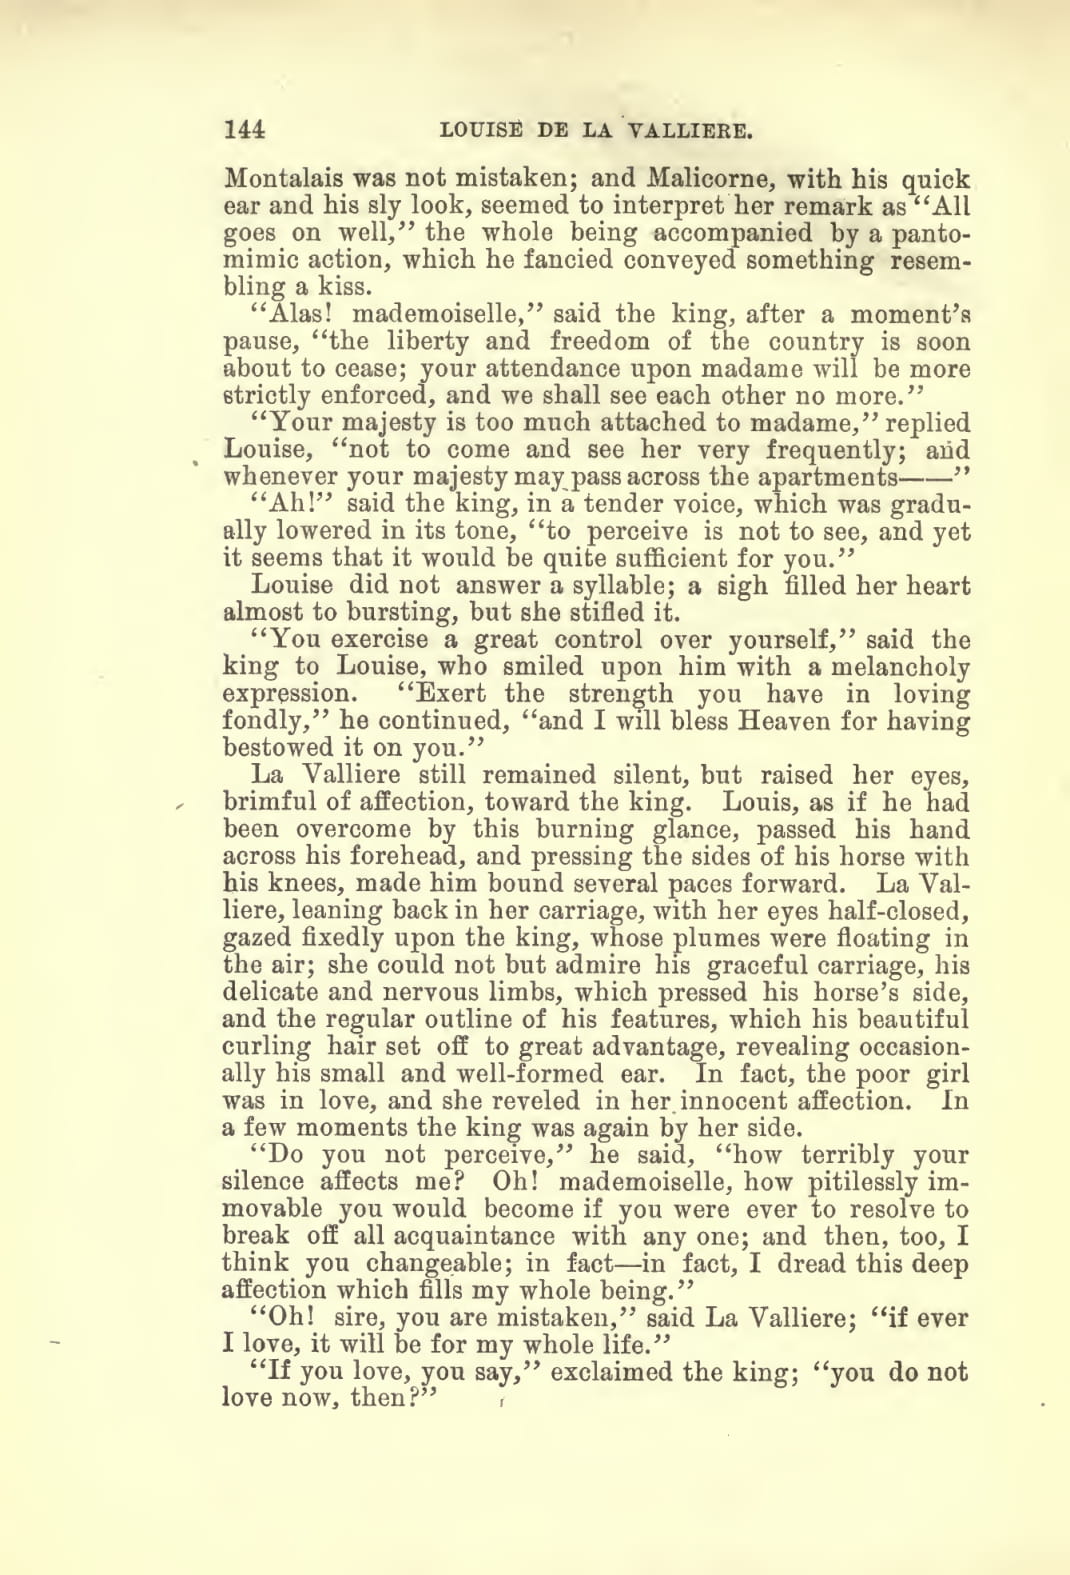 144 LOUISE DE LA VALLIERE.
Montalais was not mistaken; and Malicorne, with his quick
ear and his sly look, seemed to interpret her remark as “All
goes on well,” the whole being accompanied by a panto-
mimic action, which he fancied conveyed something resem-
bling a kiss.
“Alas! mademoiselle,” said the king, after a moment’s
pause, “the liberty and freedom of the country is soon
about to cease; your attendance upon madame will be more
strictly enforced, and we shall see each other no more.”
“Your majesty is too much attached to madame,” replied
Louise, “not to come and see her very frequently; and
whenever your majesty may pass across the apartments——”
“Ah!” said the king, in a tender voice, which was gradu-
ally lowered in its tone, “to perceive is not to see, and yet
it seems that it would be quite sufficient for you.”
Louise did not answer a syllable; a sigh filled her heart
almost to bursting, but she stifled it.
“You exercise a great control over yourself,” said the
king to Louise, who smiled upon him with a melancholy
expression. “Exert the strength you have in loving
fondly,” he continued, “and I will bless Heaven for having
bestowed it on you.”
La Valliere still remained silent, but raised her eyes,
brimful of affection, toward the king. Louis, as if he had
been overcome by this burning glance, passed his hand
across his forehead, and pressing the sides of his horse with
his knees, made him bound several paces forward. La Val-
liere, leaning back in her carriage, with her eyes half-closed,
gazed fixedly upon the king, whose plumes were floating in
the air; she could not but admire his graceful carriage, his
delicate and nervous limbs, which pressed his horse’s side,
and the regular outline of his features, which his beautiful
curling hair set off to great advantage, revealing occasion-
ally his small and well-formed ear. In fact, the poor girl
was in love, and she reveled in her innocent affection. In
a few moments the king was again by her side.
“Do you not perceive,” he said, “how terribly your
silence affects me? Oh! mademoiselle, how pitilessly im-
movable you would become if you were ever to resolve to
break off all acquaintance with any one; and then, too, I
think you changeable; in fact—in fact, I dread this deep
affection which fills my whole being.”
“Oh! sire, you are mistaken,” said La Valliere; “if ever
I love, it will be for my whole life.”
“If you love, you say,” exclaimed the king; “you do not
love now, then?”